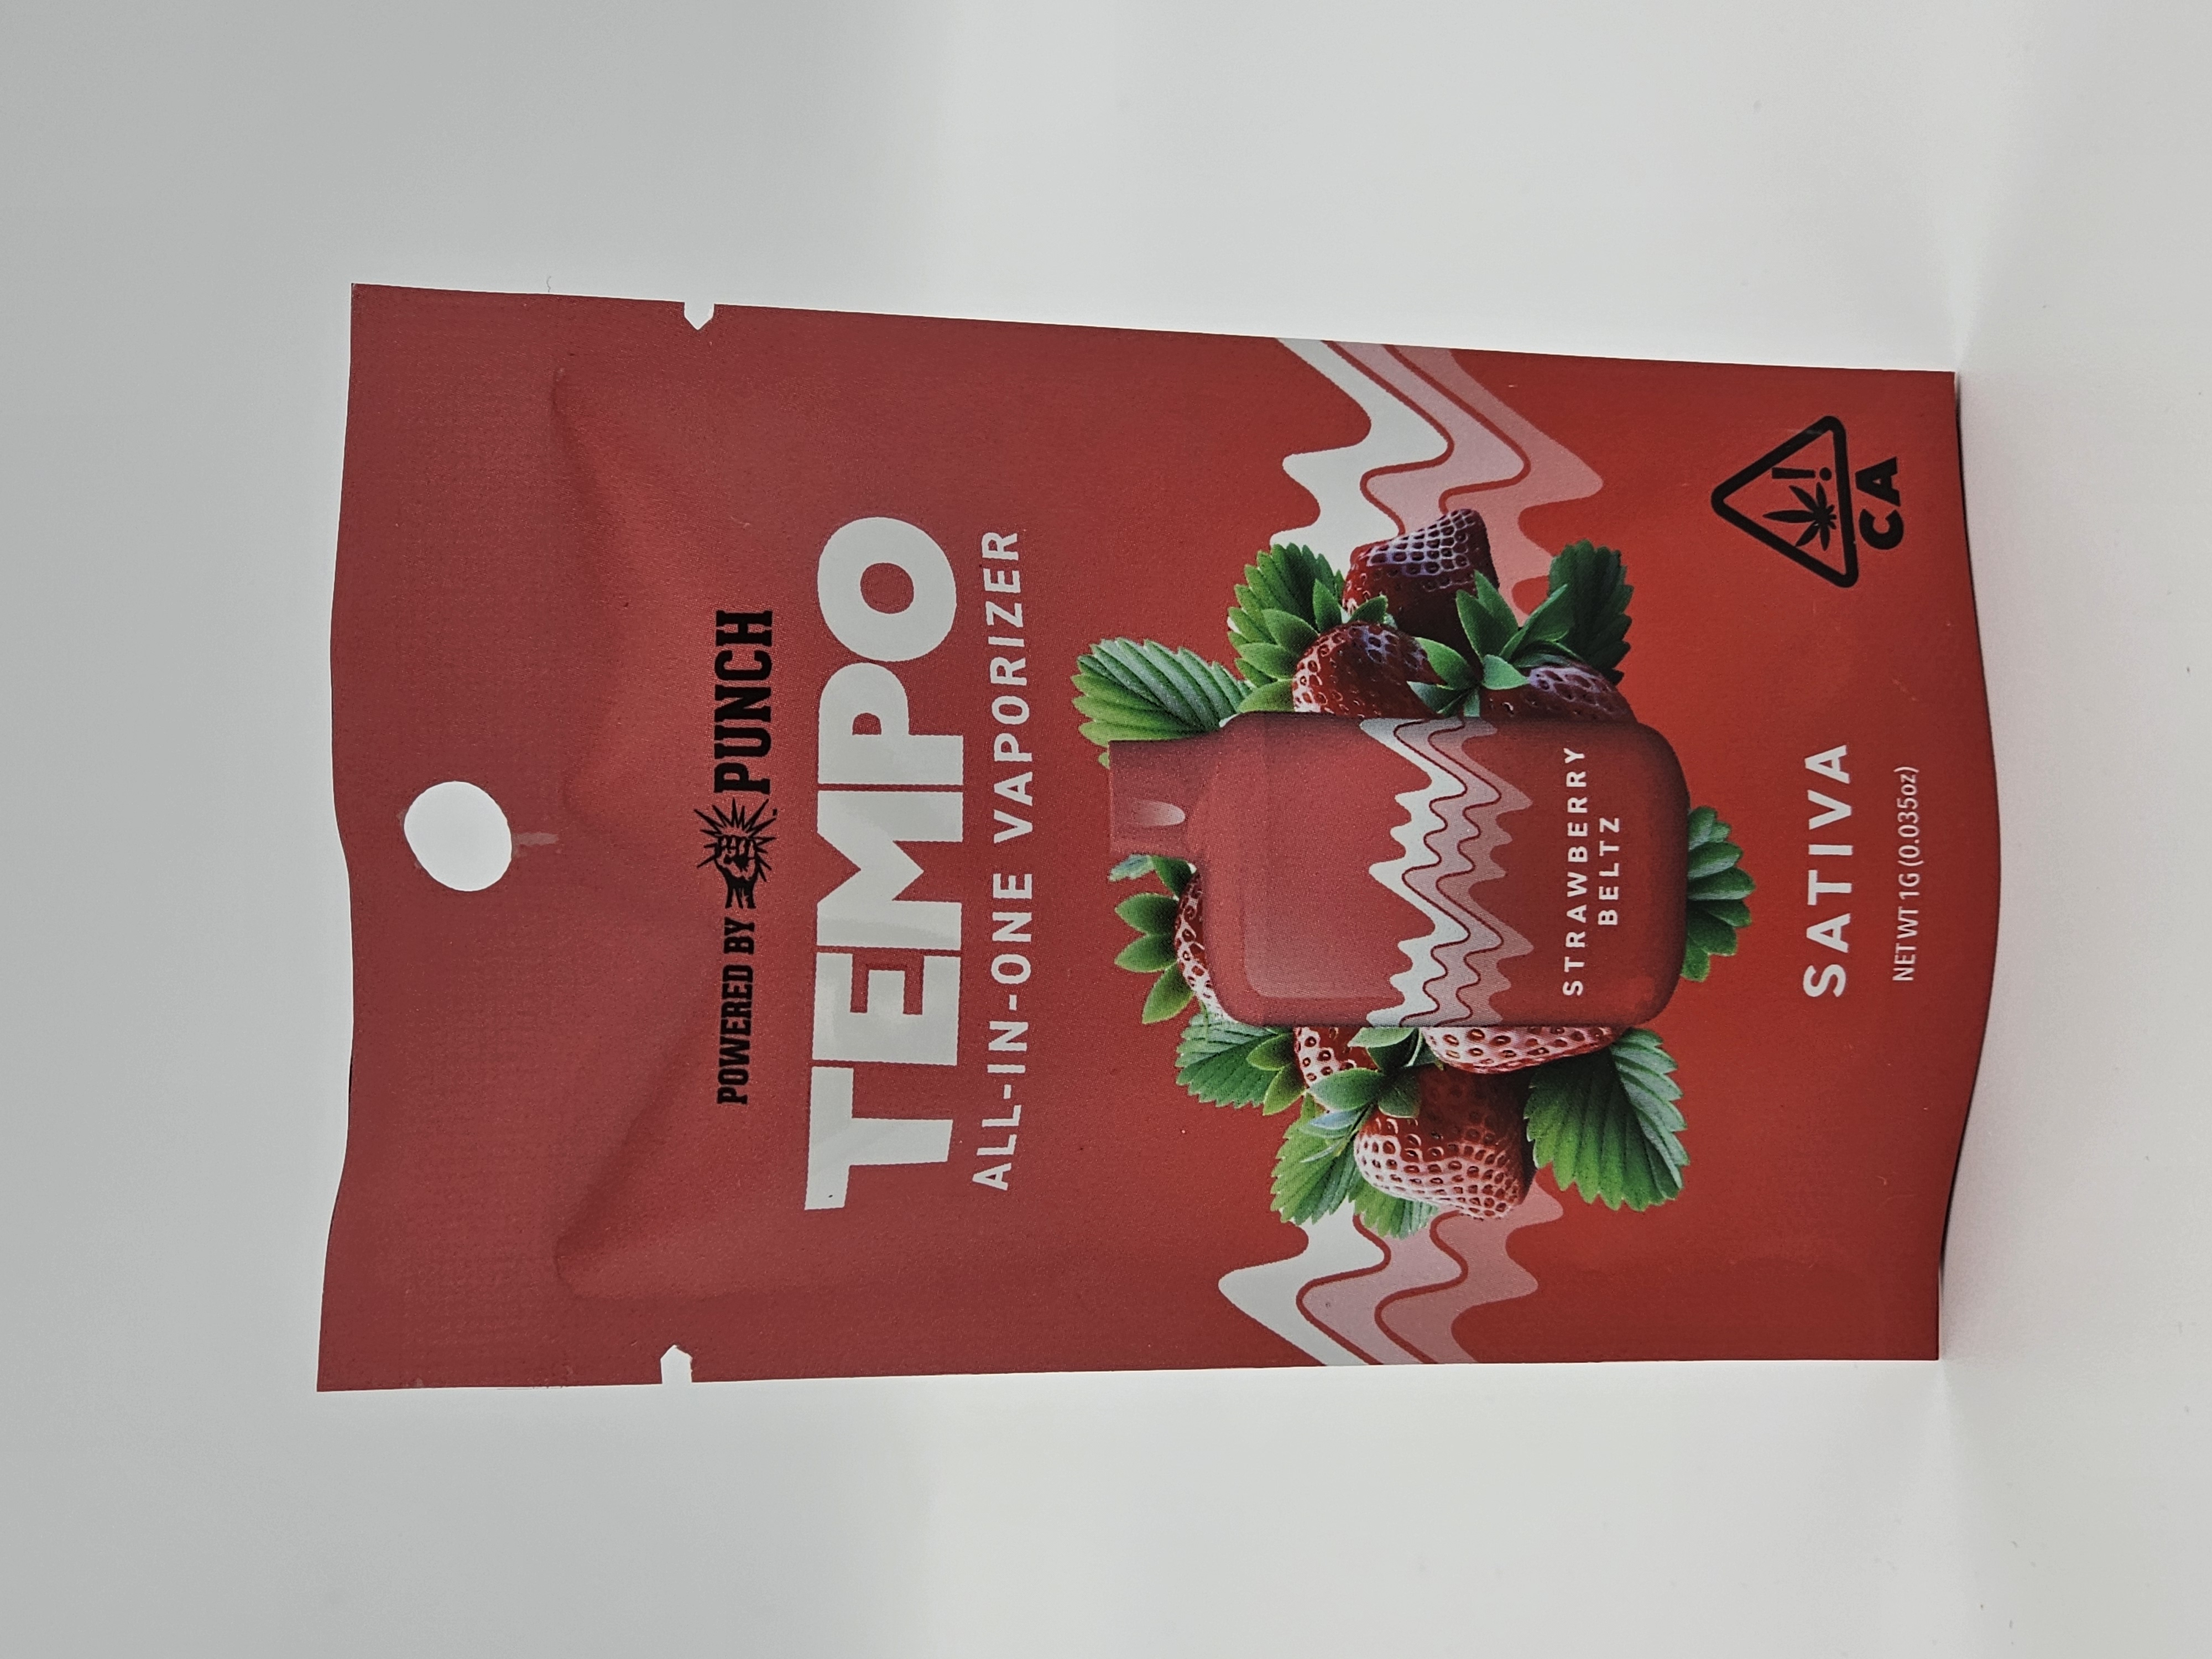 POWERED BY PUNCH
TEMPO
ALL-IN-ONE VAPORIZER
STRAWBERRY
BELTZ
SATIVA
NET WT 1G (0.035oz)
CA